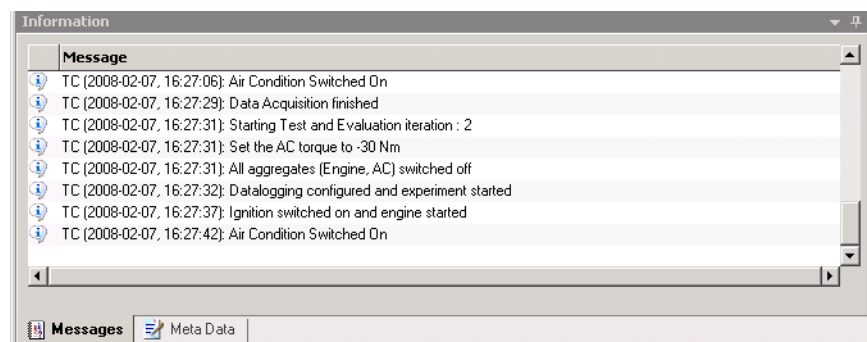 Information
Message
TC (2008-02-07, 16:27:06): Air Condition Switched On
TC (2008-02-07, 16:27:29): Data Acquisition finished
TC (2008-02-07, 16:27:31): Starting Test and Evaluation iteration : 2
TC (2008-02-07, 16:27:31): Set the AC torque to -30 Nm
TC (2008-02-07, 16:27:31): All aggregates (Engine, AC) switched off
TC (2008-02-07, 16:27:32): Datalogging configured and experiment started
TC (2008-02-07, 16:27:37): Ignition switched on and engine started
TC (2008-02-07, 16:27:42): Air Condition Switched On
Messages Meta Data